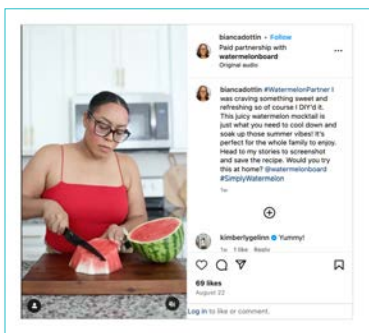 biancadottin • Follow
Paid partnership with
watermelonboard
Original audio
biancadottin #WatermelonPartner I
was craving something sweet and
refreshing so of course I DIY'd it.
This juicy watermelon mocktail is
just what you need to cool down and
soak up those summer vibes! It's
perfect for the whole family to enjoy.
Head to my stories to screenshot
and save the recipe. Would you try
this at home? @watermelonboard
#SimplyWatermelon
1w
kimberlygelinn Yummy!
1w 1 like Reply
69 likes
August 22
Log in to like or comment.